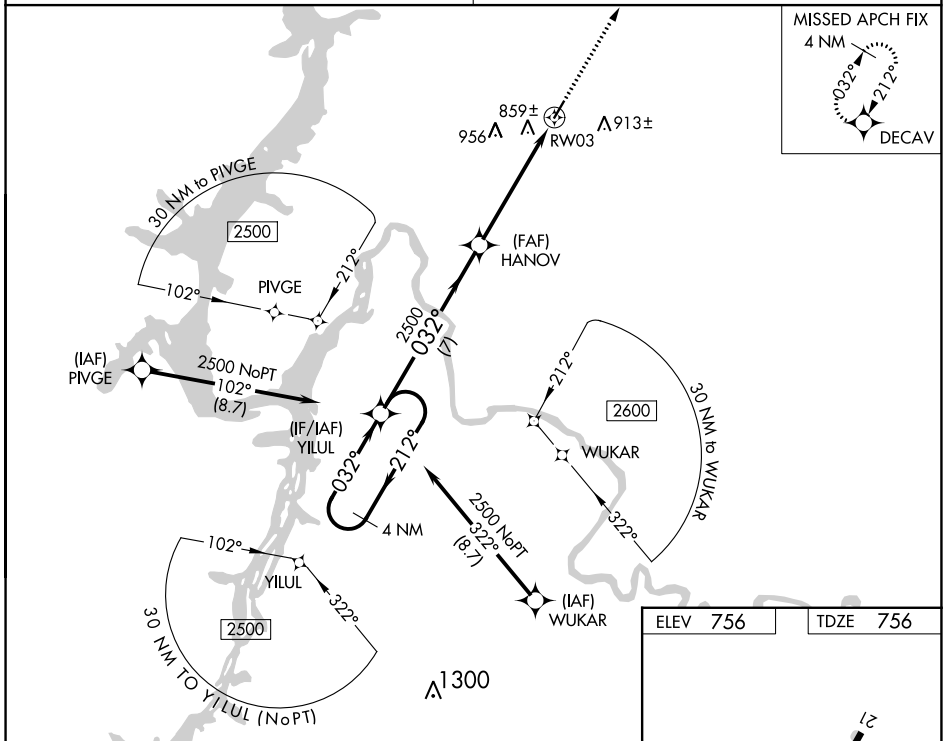 MISSED APCH FIX
4 NM
032°
212°
DECAV
859±
956
913±
RW03
30 NM to PIVGE
2500
212°
102°
PIVGE
(FAF)
HANOV
2500
032°
(7)
(IAF)
PIVGE
2500 NoPT
102°
(8.7)
(IF/IAF)
YILUL
032°
212°
4 NM
212°
2600
WUKAR
322°
30 NM to WUKAR
2500 NoPT
322°
(8.7)
(IAF)
WUKAR
102°
YILUL
322°
2500
30 NM TO YILUL (NoPT)
1300
ELEV 756
TDZE 756
21